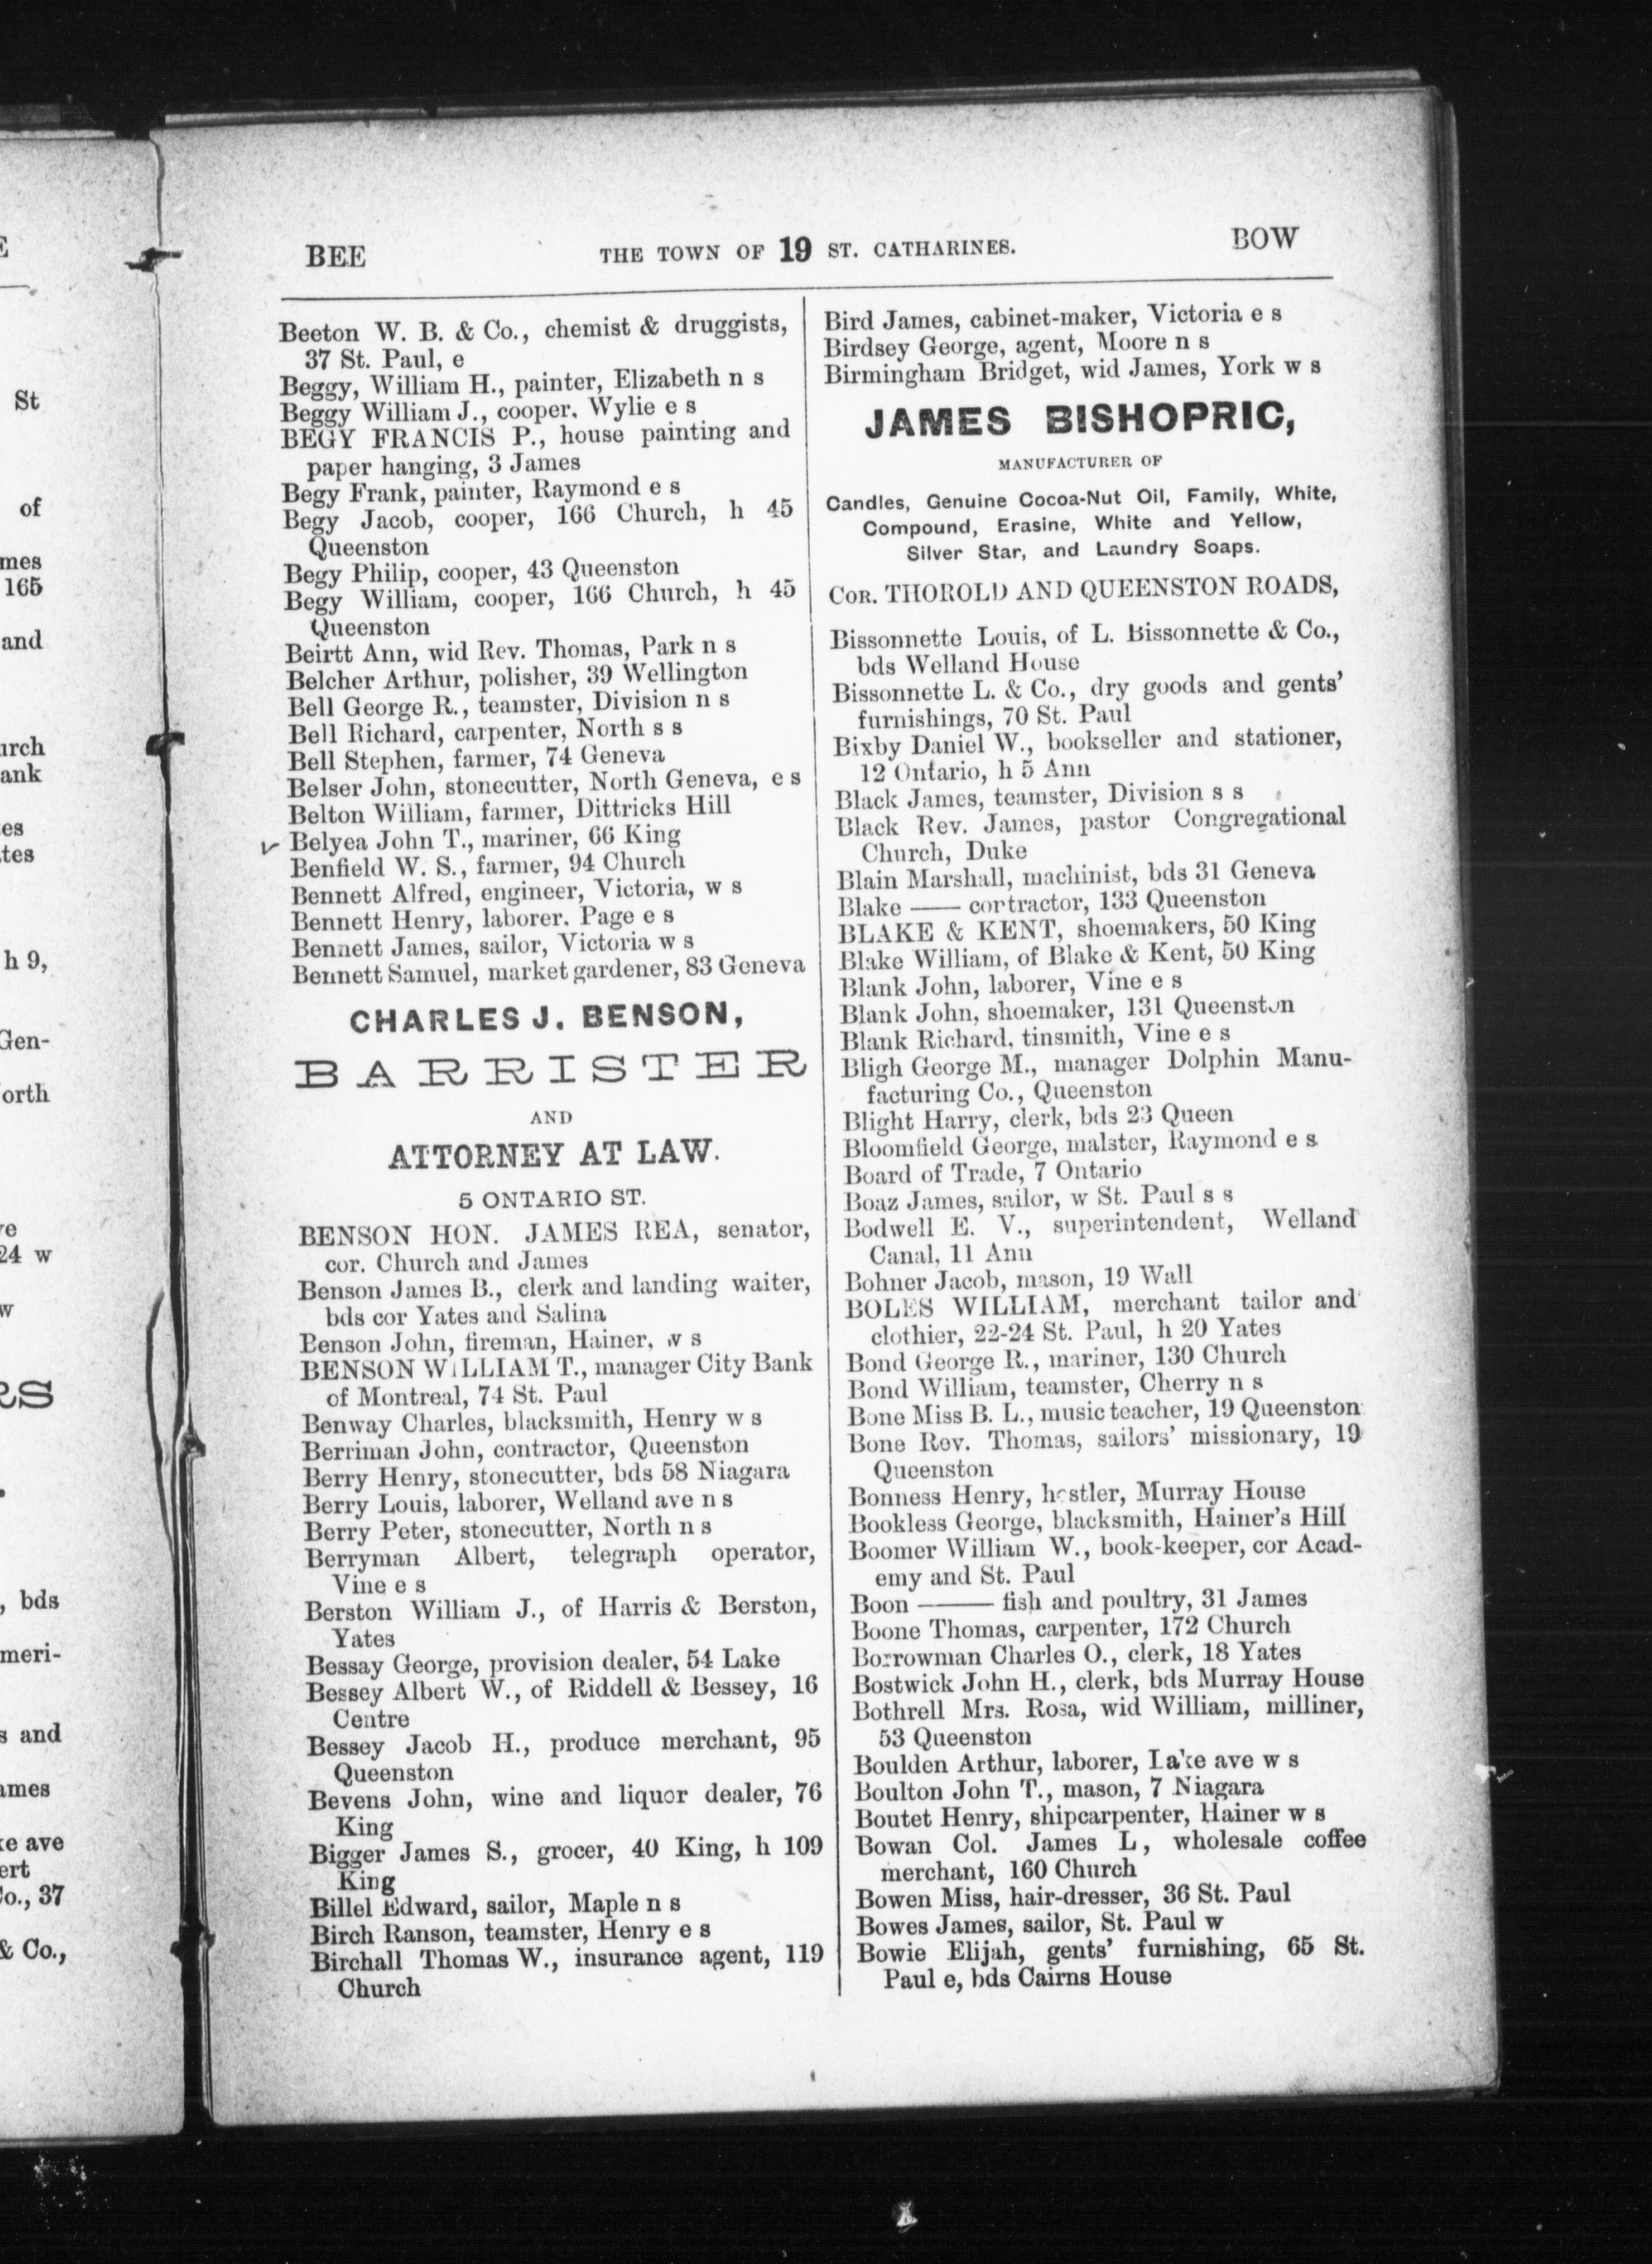 BEE THE TOWN OF 19 ST. CATHARINES. BOW
Beeton W. B. & Co., chemist & druggists,
37 St. Paul, e
Beggy, William H., painter, Elizabeth n s
Beggy William J., cooper. Wylie e s
BEGY FRANCIS P., house painting and
paper hanging, 3 James
Begy Frank, painter, Raymond e s
Begy Jacob, cooper, 166 Church, h 45
Queenston
Begy Philip, cooper, 43 Queenston
Begy William, cooper, 166 Church, h 45
Queenston
Beirtt Ann, wid Rev. Thomas, Park n s
Belcher Arthur, polisher, 39 Wellington
Bell George R., teamster, Division n s
Bell Richard, carpenter, North s s
Bell Stephen, farmer, 74 Geneva
Belser John, stonecutter, North Geneva, e s
Belton William, farmer, Dittricks Hill
Belyea John T., mariner, 66 King
Benfield W. S., farmer, 94 Church
Bennett Alfred, engineer, Victoria, w s
Bennett Henry, laborer. Page e s
Bennett James, sailor, Victoria w s
Bennett Samuel, market gardener, 83 Geneva
CHARLES J. BENSON,
BARRISTER
AND
ATTORNEY AT LAW.
5 ONTARIO ST.
BENSON HON. JAMES REA, senator,
cor. Church and James
Benson James B., clerk and landing waiter,
bds cor Yates and Salina
Benson John, fireman, Hainer, w s
BENSON WILLIAM T., manager City Bank
of Montreal, 74 St. Paul
Benway Charles, blacksmith, Henry w s
Berriman John, contractor, Queenston
Berry Henry, stonecutter, bds 58 Niagara
Berry Louis, laborer, Welland ave n s
Berry Peter, stonecutter, North n s
Berryman Albert, telegraph operator,
Vine e s
Berston William J., of Harris & Berston,
Yates
Bessay George, provision dealer, 54 Lake
Bessey Albert W., of Riddell & Bessey, 16
Centre
Bessey Jacob H., produce merchant, 95
Queenston
Bevens John, wine and liquor dealer, 76
King
Bigger James S., grocer, 40 King, h 109
King
Billel Edward, sailor, Maple n s
Birch Ranson, teamster, Henry e s
Birchall Thomas W., insurance agent, 119
Church
Bird James, cabinet-maker, Victoria e s
Birdsey George, agent, Moore n s
Birmingham Bridget, wid James, York w s
JAMES BISHOPRIC,
MANUFACTURER OF
Candles, Genuine Cocoa-Nut Oil, Family, White,
Compound, Erasine, White and Yellow,
Silver Star, and Laundry Soaps.
COR. THOROLD AND QUEENSTON ROADS,
Bissonnette Louis, of L. Bissonnette & Co.,
bds Welland House
Bissonnette L. & Co., dry goods and gents'
furnishings, 70 St. Paul
Bixby Daniel W., bookseller and stationer,
12 Ontario, h 5 Ann
Black James, teamster, Division s s
Black Rev. James, pastor Congregational
Church, Duke
Blain Marshall, machinist, bds 31 Geneva
Blake —— contractor, 133 Queenston
BLAKE & KENT, shoemakers, 50 King
Blake William, of Blake & Kent, 50 King
Blank John, laborer, Vine e s
Blank John, shoemaker, 131 Queenston
Blank Richard, tinsmith, Vine e s
Bligh George M., manager Dolphin Manu-
facturing Co., Queenston
Blight Harry, clerk, bds 23 Queen
Bloomfield George, malster, Raymond e s
Board of Trade, 7 Ontario
Boaz James, sailor, w St. Paul s s
Bodwell E. V., superintendent, Welland
Canal, 11 Ann
Bohner Jacob, mason, 19 Wall
BOLES WILLIAM, merchant tailor and
clothier, 22-24 St. Paul, h 20 Yates
Bond George R., mariner, 130 Church
Bond William, teamster, Cherry n s
Bone Miss B. L., music teacher, 19 Queenston
Bone Rev. Thomas, sailors' missionary, 19
Queenston
Bonness Henry, hostler, Murray House
Bookless George, blacksmith, Hainer's Hill
Boomer William W., book-keeper, cor Acad-
emy and St. Paul
Boon ——— fish and poultry, 31 James
Boone Thomas, carpenter, 172 Church
Borrowman Charles O., clerk, 18 Yates
Bostwick John H., clerk, bds Murray House
Bothrell Mrs. Rosa, wid William, milliner,
53 Queenston
Boulden Arthur, laborer, Lake ave w s
Boulton John T., mason, 7 Niagara
Boutet Henry, shipcarpenter, Hainer w s
Bowan Col. James L, wholesale coffee
merchant, 160 Church
Bowen Miss, hair-dresser, 36 St. Paul
Bowes James, sailor, St. Paul w
Bowie Elijah, gents' furnishing, 65 St.
Paul e, bds Cairns House